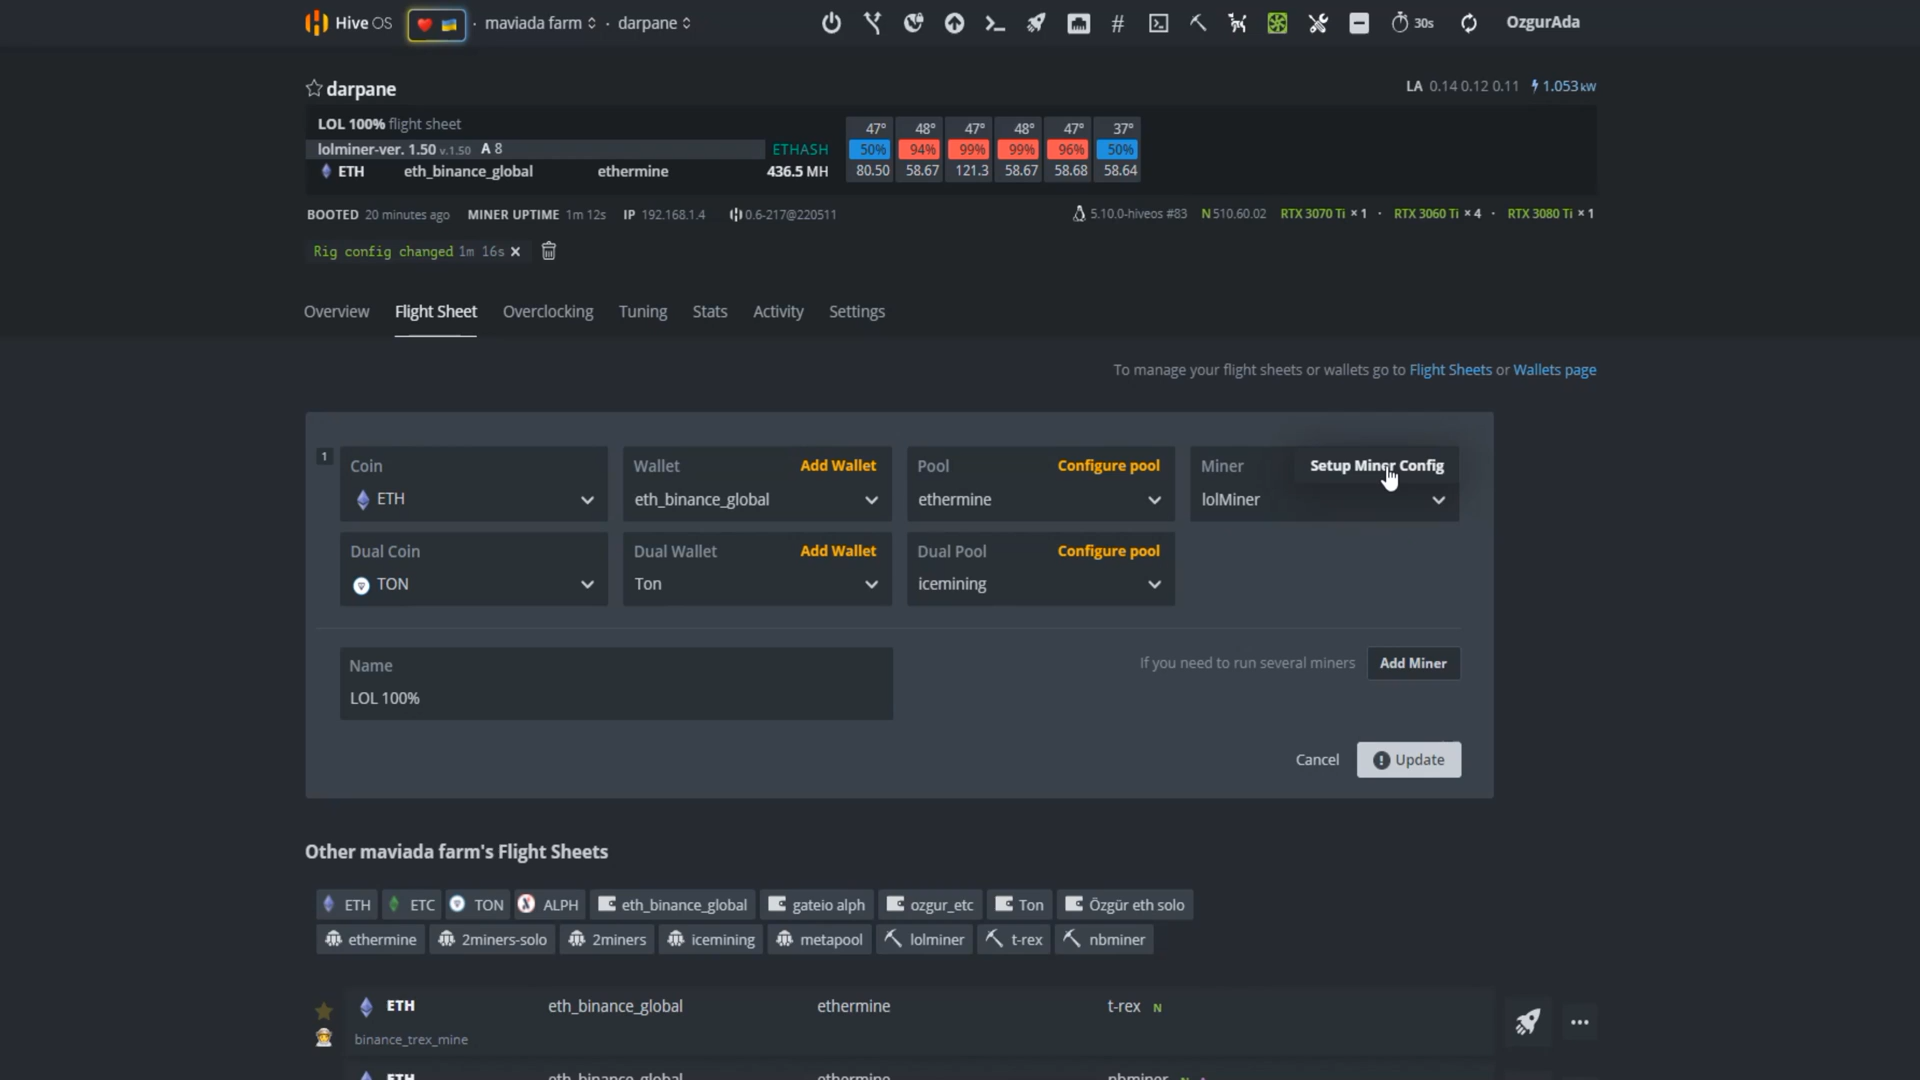 Hive OS · maviada farm · darpane 30s OzgurAda
darpane LA 0.14 0.12 0.11 1.053 kW
LOL 100% flight sheet 47° 48° 47° 48° 47° 37°
lolminer-ver. 1.50 v.1.50 A 8 ETHASH 50% 94% 99% 99% 96% 50%
ETH eth_binance_global ethermine 436.5 MH 80.50 58.67 121.3 58.67 58.68 58.64
BOOTED 20 minutes ago MINER UPTIME 1m 12s IP 192.168.1.4 0.6-217@220511 5.10.0-hiveos #83 N 510.60.02 RTX 3070 Ti × 1 · RTX 3060 Ti × 4 · RTX 3080 Ti × 1
Rig config changed 1m 16s ×
Overview Flight Sheet Overclocking Tuning Stats Activity Settings
To manage your flight sheets or wallets go to Flight Sheets or Wallets page
1 Coin Wallet Add Wallet Pool Configure pool Miner Setup Miner Config
ETH eth_binance_global ethermine lolMiner
Dual Coin Dual Wallet Add Wallet Dual Pool Configure pool
TON Ton icemining
Name If you need to run several miners Add Miner
LOL 100%
Cancel Update
Other maviada farm's Flight Sheets
ETH ETC TON ALPH eth_binance_global gateio alph ozgur_etc Ton Özgür eth solo
ethermine 2miners-solo 2miners icemining metapool lolminer t-rex nbminer
ETH eth_binance_global ethermine t-rex N
binance_trex_mine
ETH eth_binance_global ethermine nbminer